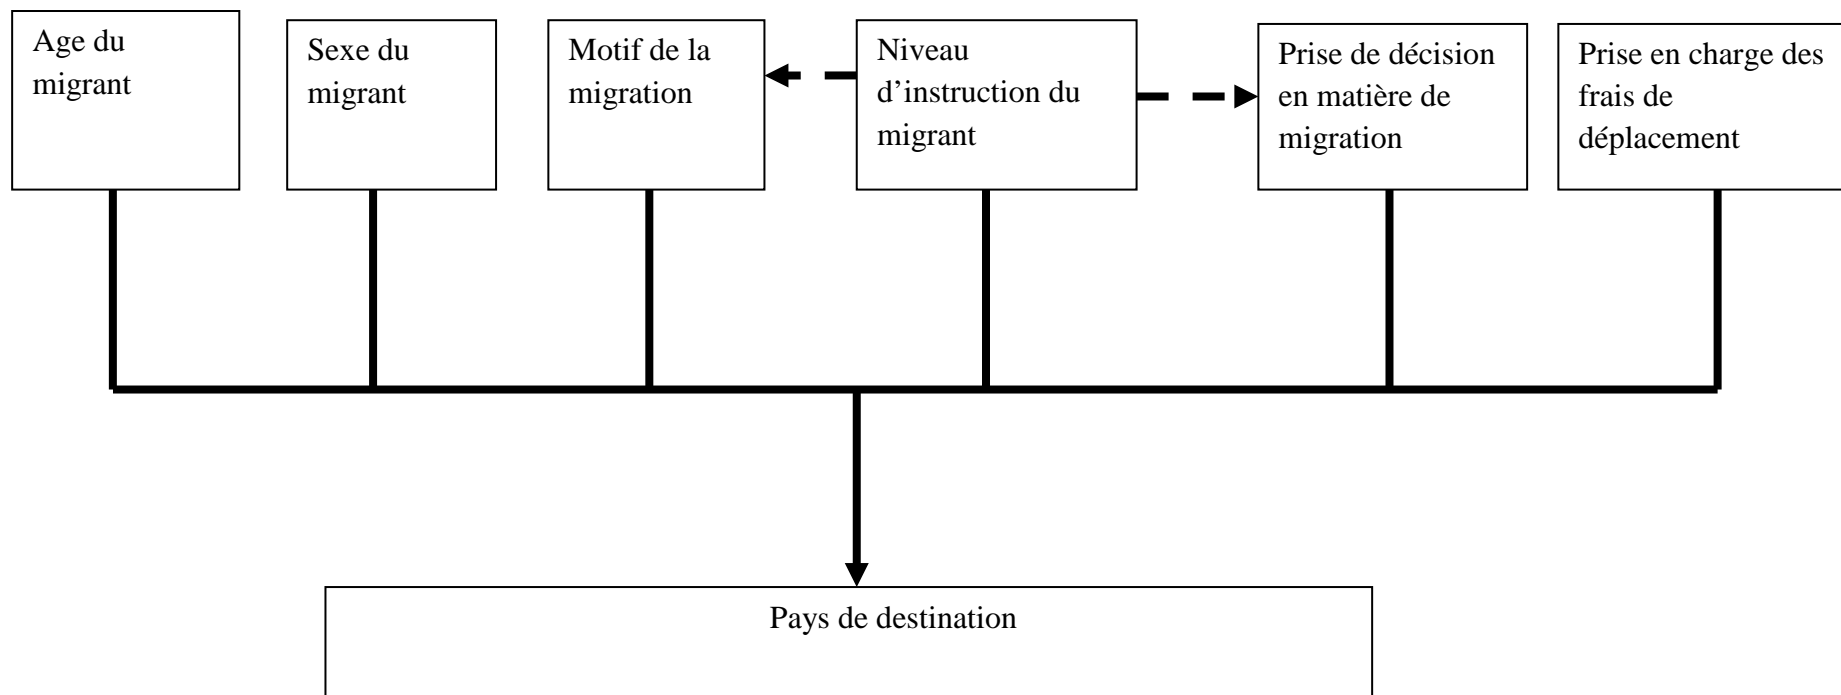 Age du
migrant
Sexe du
migrant
Motif de la
migration
Niveau
d’instruction du
migrant
Prise de décision
en matière de
migration
Prise en charge des
frais de
déplacement
Pays de destination